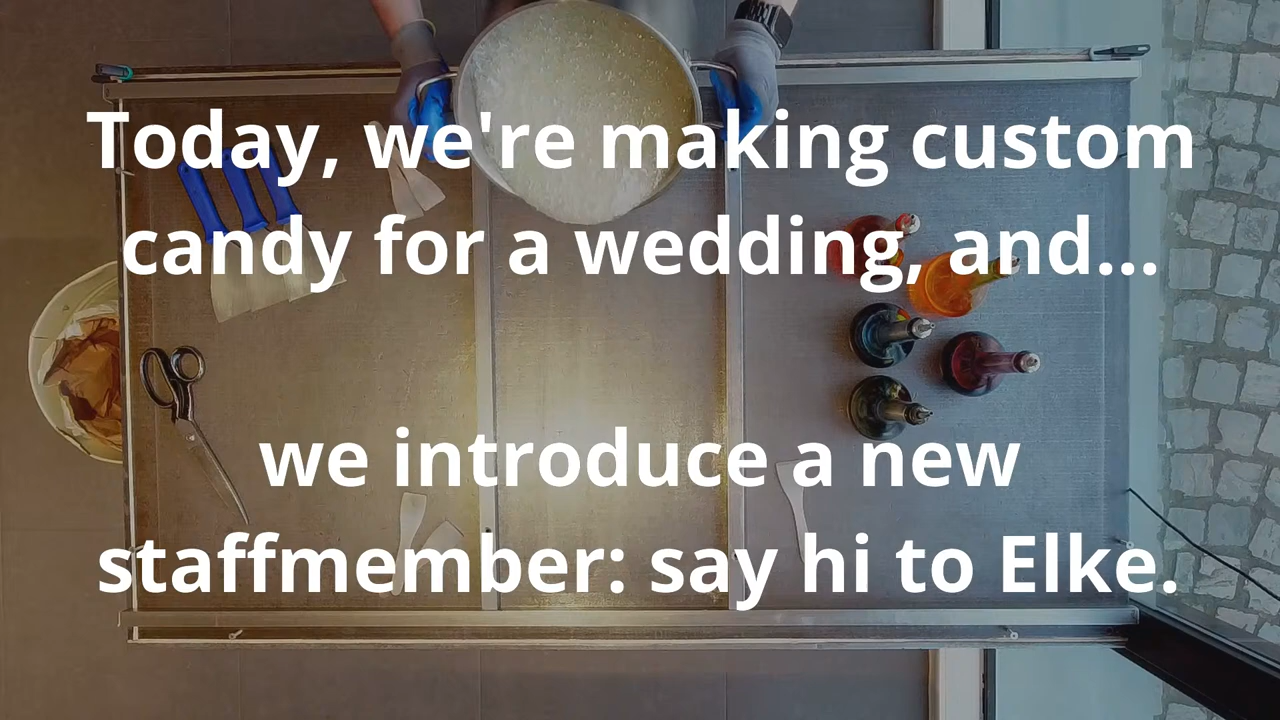 Today, we're making custom
candy for a wedding, and...
we introduce a new
staffmember: say hi to Elke.